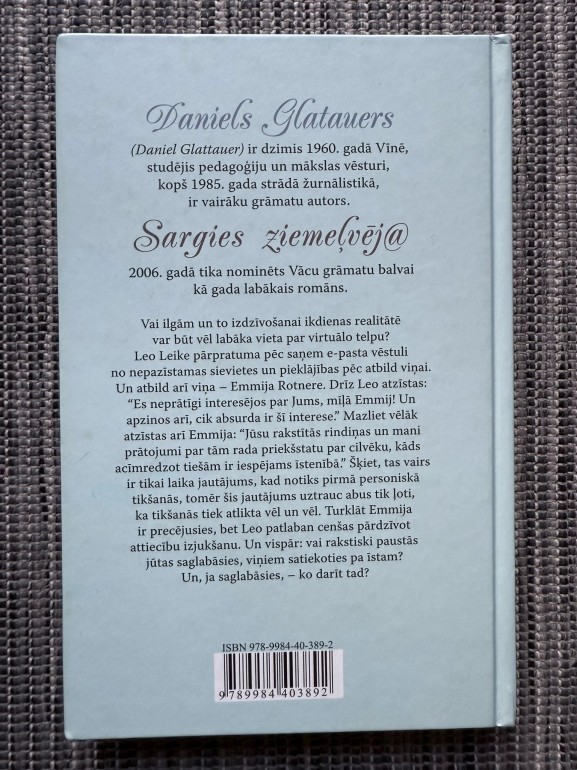 Daniels Glatauers
(Daniel Glattauer) ir dzimis 1960. gadā Vīnē,
studējis pedagoģiju un mākslas vēsturi,
kopš 1985. gada strādā žurnālistikā,
ir vairāku grāmatu autors.
Sargies ziemeļvēj@
2006. gadā tika nominēts Vācu grāmatu balvai
kā gada labākais romāns.
Vai ilgām un to izdzīvošanai ikdienas realitātē
var būt vēl labāka vieta par virtuālo telpu?
Leo Leike pārpratuma pēc saņem e-pasta vēstuli
no nepazīstamas sievietes un pieklājības pēc atbild viņai.
Un atbild arī viņa – Emmija Rotnere. Drīz Leo atzīstas:
“Es neprātīgi interesējos par Jums, mīļā Emmij! Un
apzinos arī, cik absurda ir šī interese.” Mazliet vēlāk
atzīstas arī Emmija: “Jūsu rakstītās rindiņas un mani
prātojumi par tām rada priekšstatu par cilvēku, kāds
acīmredzot tiešām ir iespējams īstenībā.” Šķiet, tas vairs
ir tikai laika jautājums, kad notiks pirmā personiskā
tikšanās, tomēr šis jautājums uztrauc abus tik ļoti,
ka tikšanās tiek atlikta vēl un vēl. Turklāt Emmija
ir precējusies, bet Leo patlaban cenšas pārdzīvot
attiecību izjukšanu. Un vispār: vai rakstiski paustās
jūtas saglabāsies, viņiem satiekoties pa īstam?
Un, ja saglabāsies, – ko darīt tad?
ISBN 978-9984-40-389-2
9 789984 403892